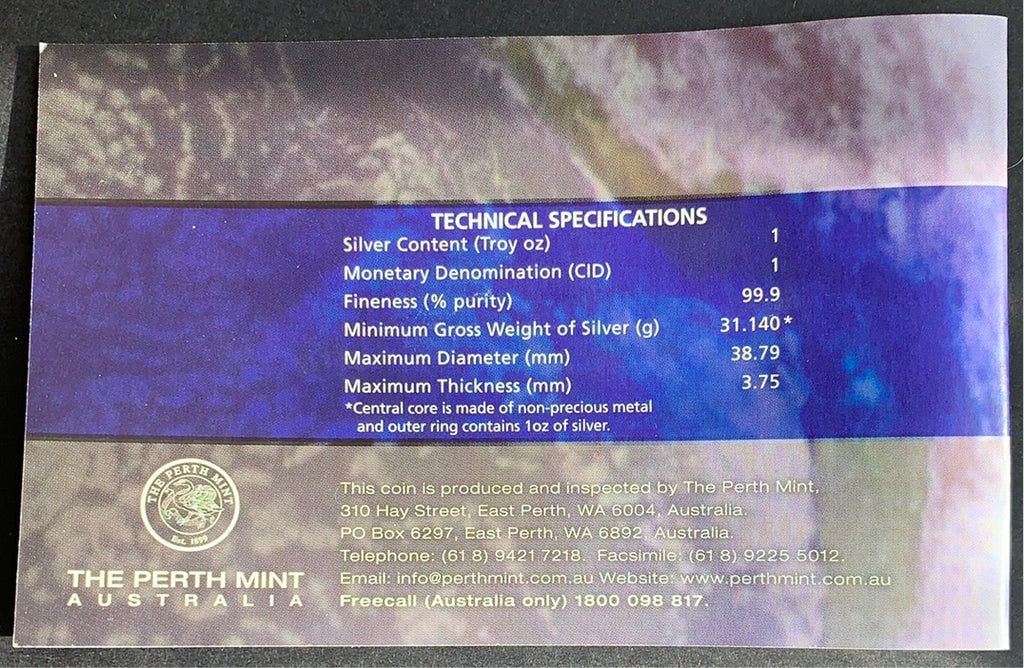 TECHNICAL SPECIFICATIONS
Silver Content (Troy oz) 1
Monetary Denomination (CID) 1
Fineness (% purity) 99.9
Minimum Gross Weight of Silver (g) 31.140*
Maximum Diameter (mm) 38.79
Maximum Thickness (mm) 3.75
*Central core is made of non-precious metal
and outer ring contains 1oz of silver.
THE PERTH MINT
Est. 1899
THE PERTH MINT
AUSTRALIA
This coin is produced and inspected by The Perth Mint,
310 Hay Street, East Perth, WA 6004, Australia.
PO Box 6297, East Perth, WA 6892, Australia.
Telephone: (61 8) 9421 7218. Facsimile: (61 8) 9225 5012.
Email: info@perthmint.com.au Website: www.perthmint.com.au
Freecall (Australia only) 1800 098 817.